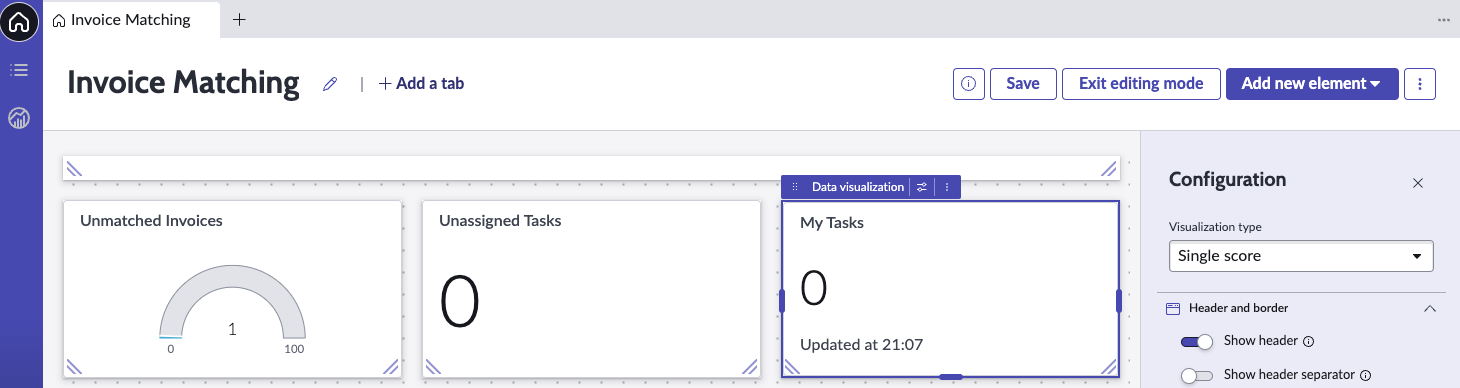 Invoice Matching
Invoice Matching
Add a tab
Save
Exit editing mode
Add new element
Data visualization
Unmatched Invoices
1
0
100
Unassigned Tasks
0
My Tasks
0
Updated at 21:07
Configuration
Visualization type
Single score
Header and border
Show header
Show header separator